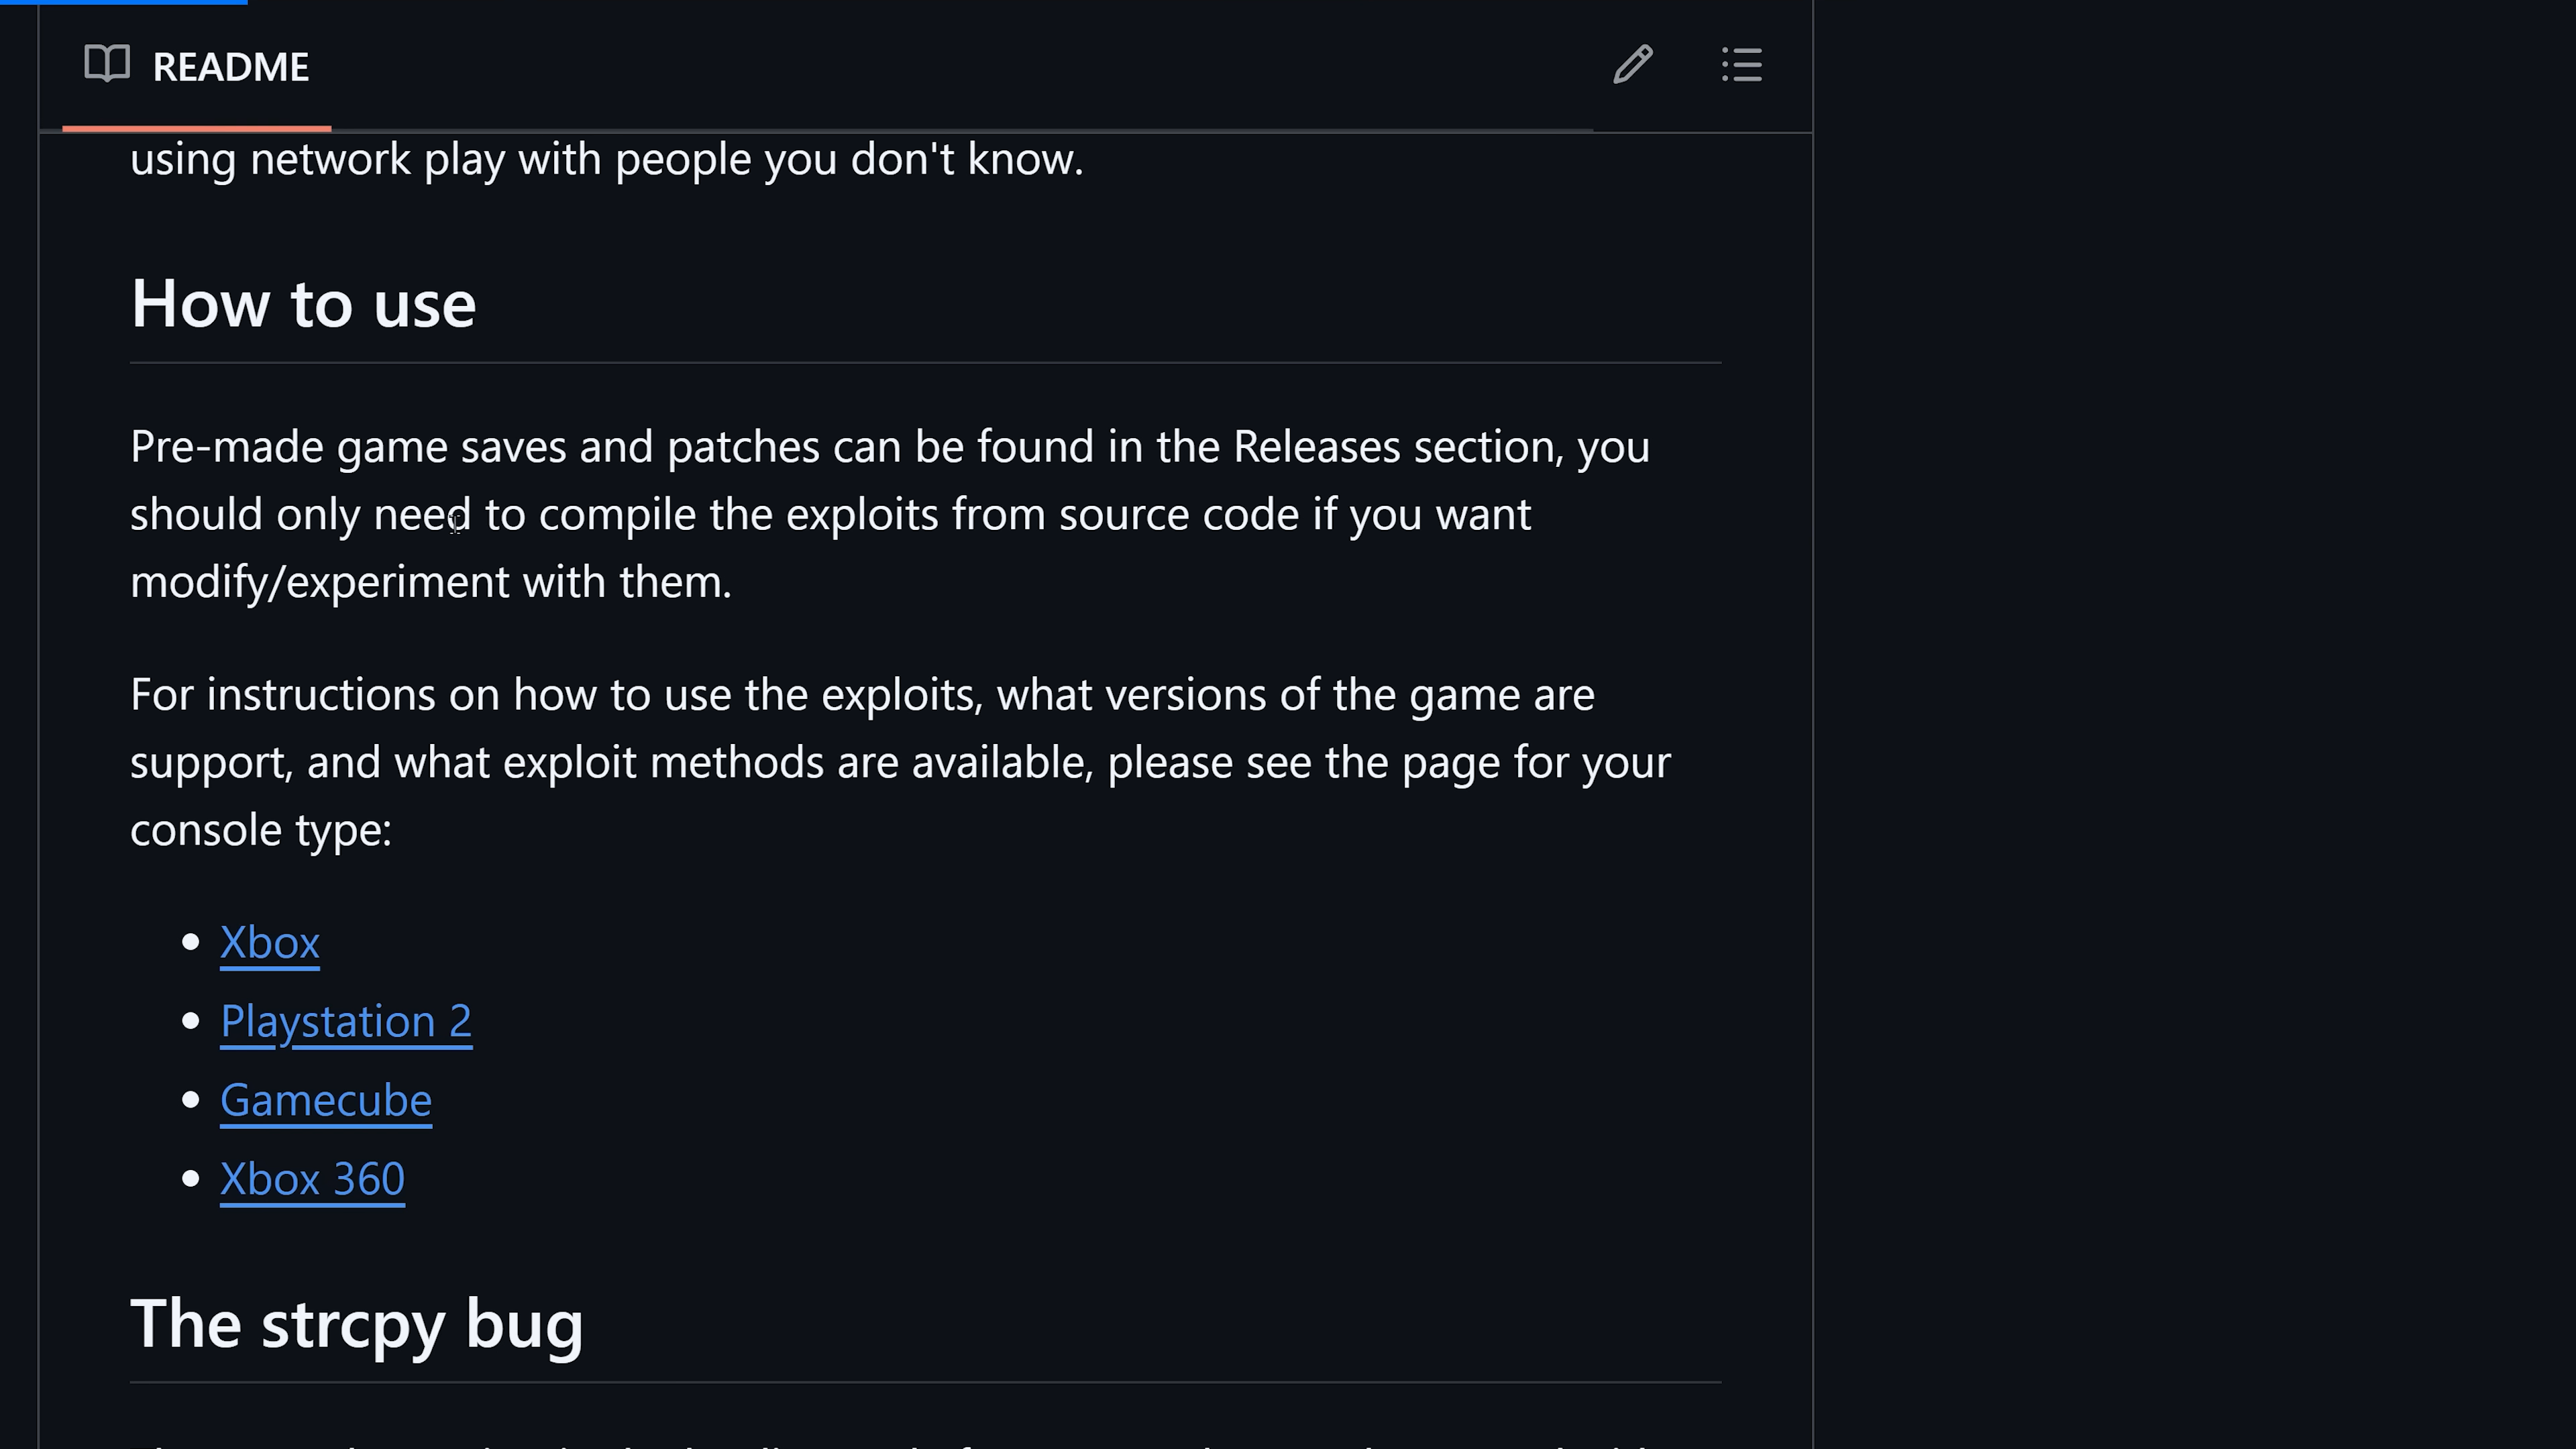 README
using network play with people you don't know.
How to use
Pre-made game saves and patches can be found in the Releases section, you
should only need to compile the exploits from source code if you want
modify/experiment with them.
For instructions on how to use the exploits, what versions of the game are
support, and what exploit methods are available, please see the page for your
console type:
Xbox
Playstation 2
Gamecube
Xbox 360
The strcpy bug